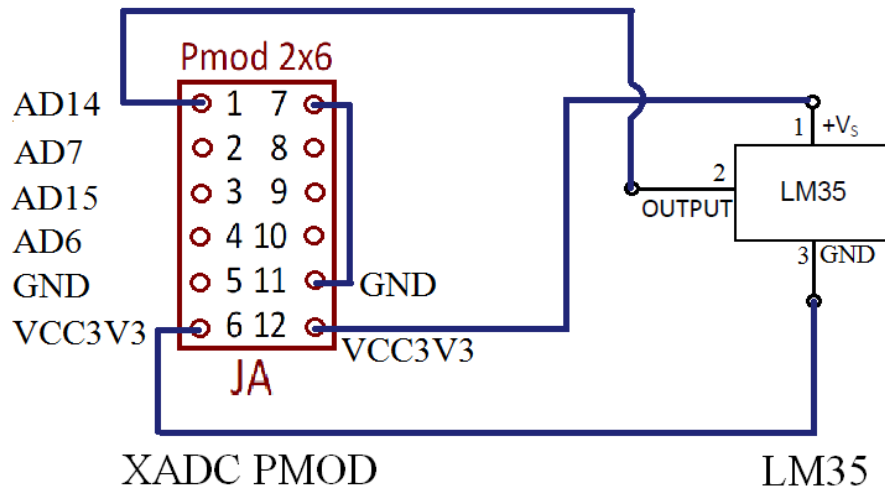 Pmod 2x6
AD14 1 7
AD7 2 8
AD15 3 9
AD6 4 10
GND 5 11 GND
VCC3V3 6 12 VCC3V3
JA
1 +VS
2 LM35
OUTPUT
3 GND
XADC PMOD LM35